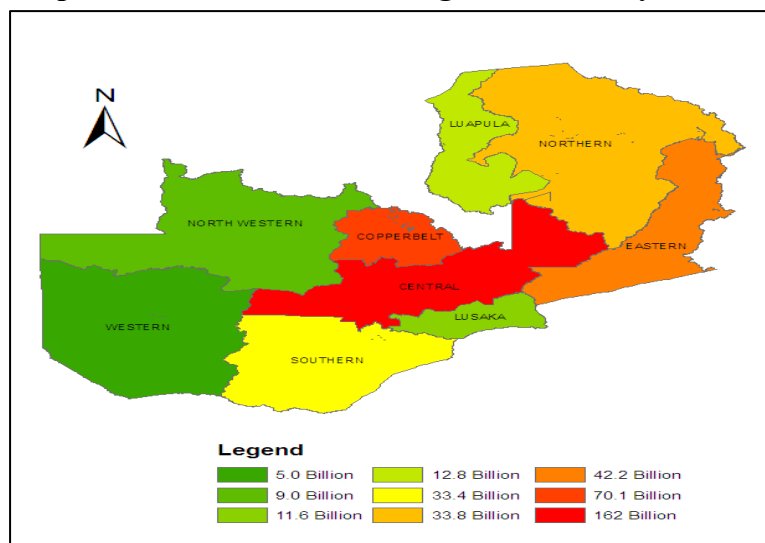 N
LUAPULA
NORTHERN
NORTH WESTERN
COPPERBELT
EASTERN
CENTRAL
WESTERN
LUSAKA
SOUTHERN
Legend
5.0 Billion 12.8 Billion 42.2 Billion
9.0 Billion 33.4 Billion 70.1 Billion
11.6 Billion 33.8 Billion 162 Billion